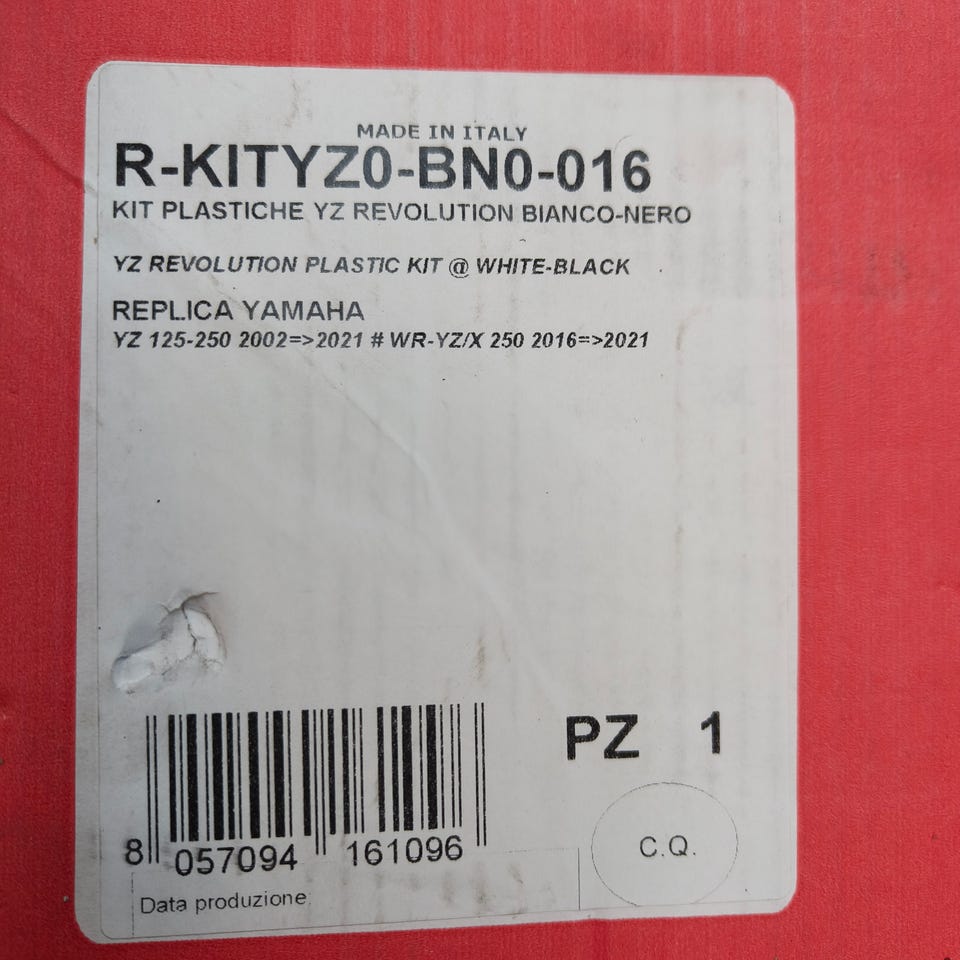 MADE IN ITALY
R-KITYZ0-BN0-016
KIT PLASTICHE YZ REVOLUTION BIANCO-NERO
YZ REVOLUTION PLASTIC KIT @ WHITE-BLACK
REPLICA YAMAHA
YZ 125-250 2002=>2021 # WR-YZ/X 250 2016=>2021
PZ 1
8 057094 161096
C.Q.
Data produzione: